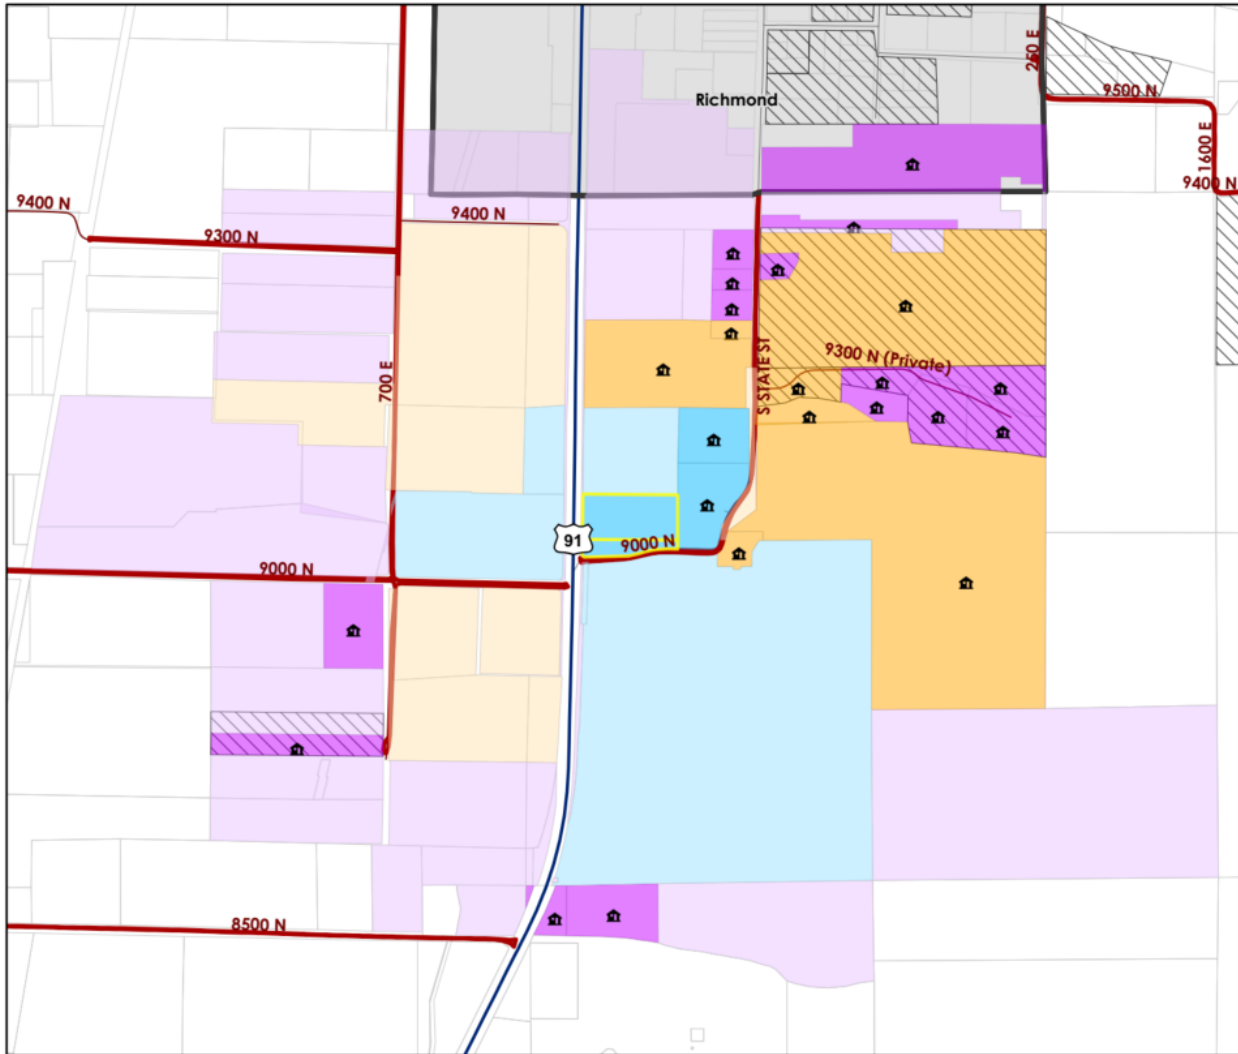 250 E
9500 N
Richmond
1600 E
9400 N
9400 N
9400 N
9300 N
S STATE ST
9300 N (Private)
700 E
91
9000 N
9000 N
8500 N